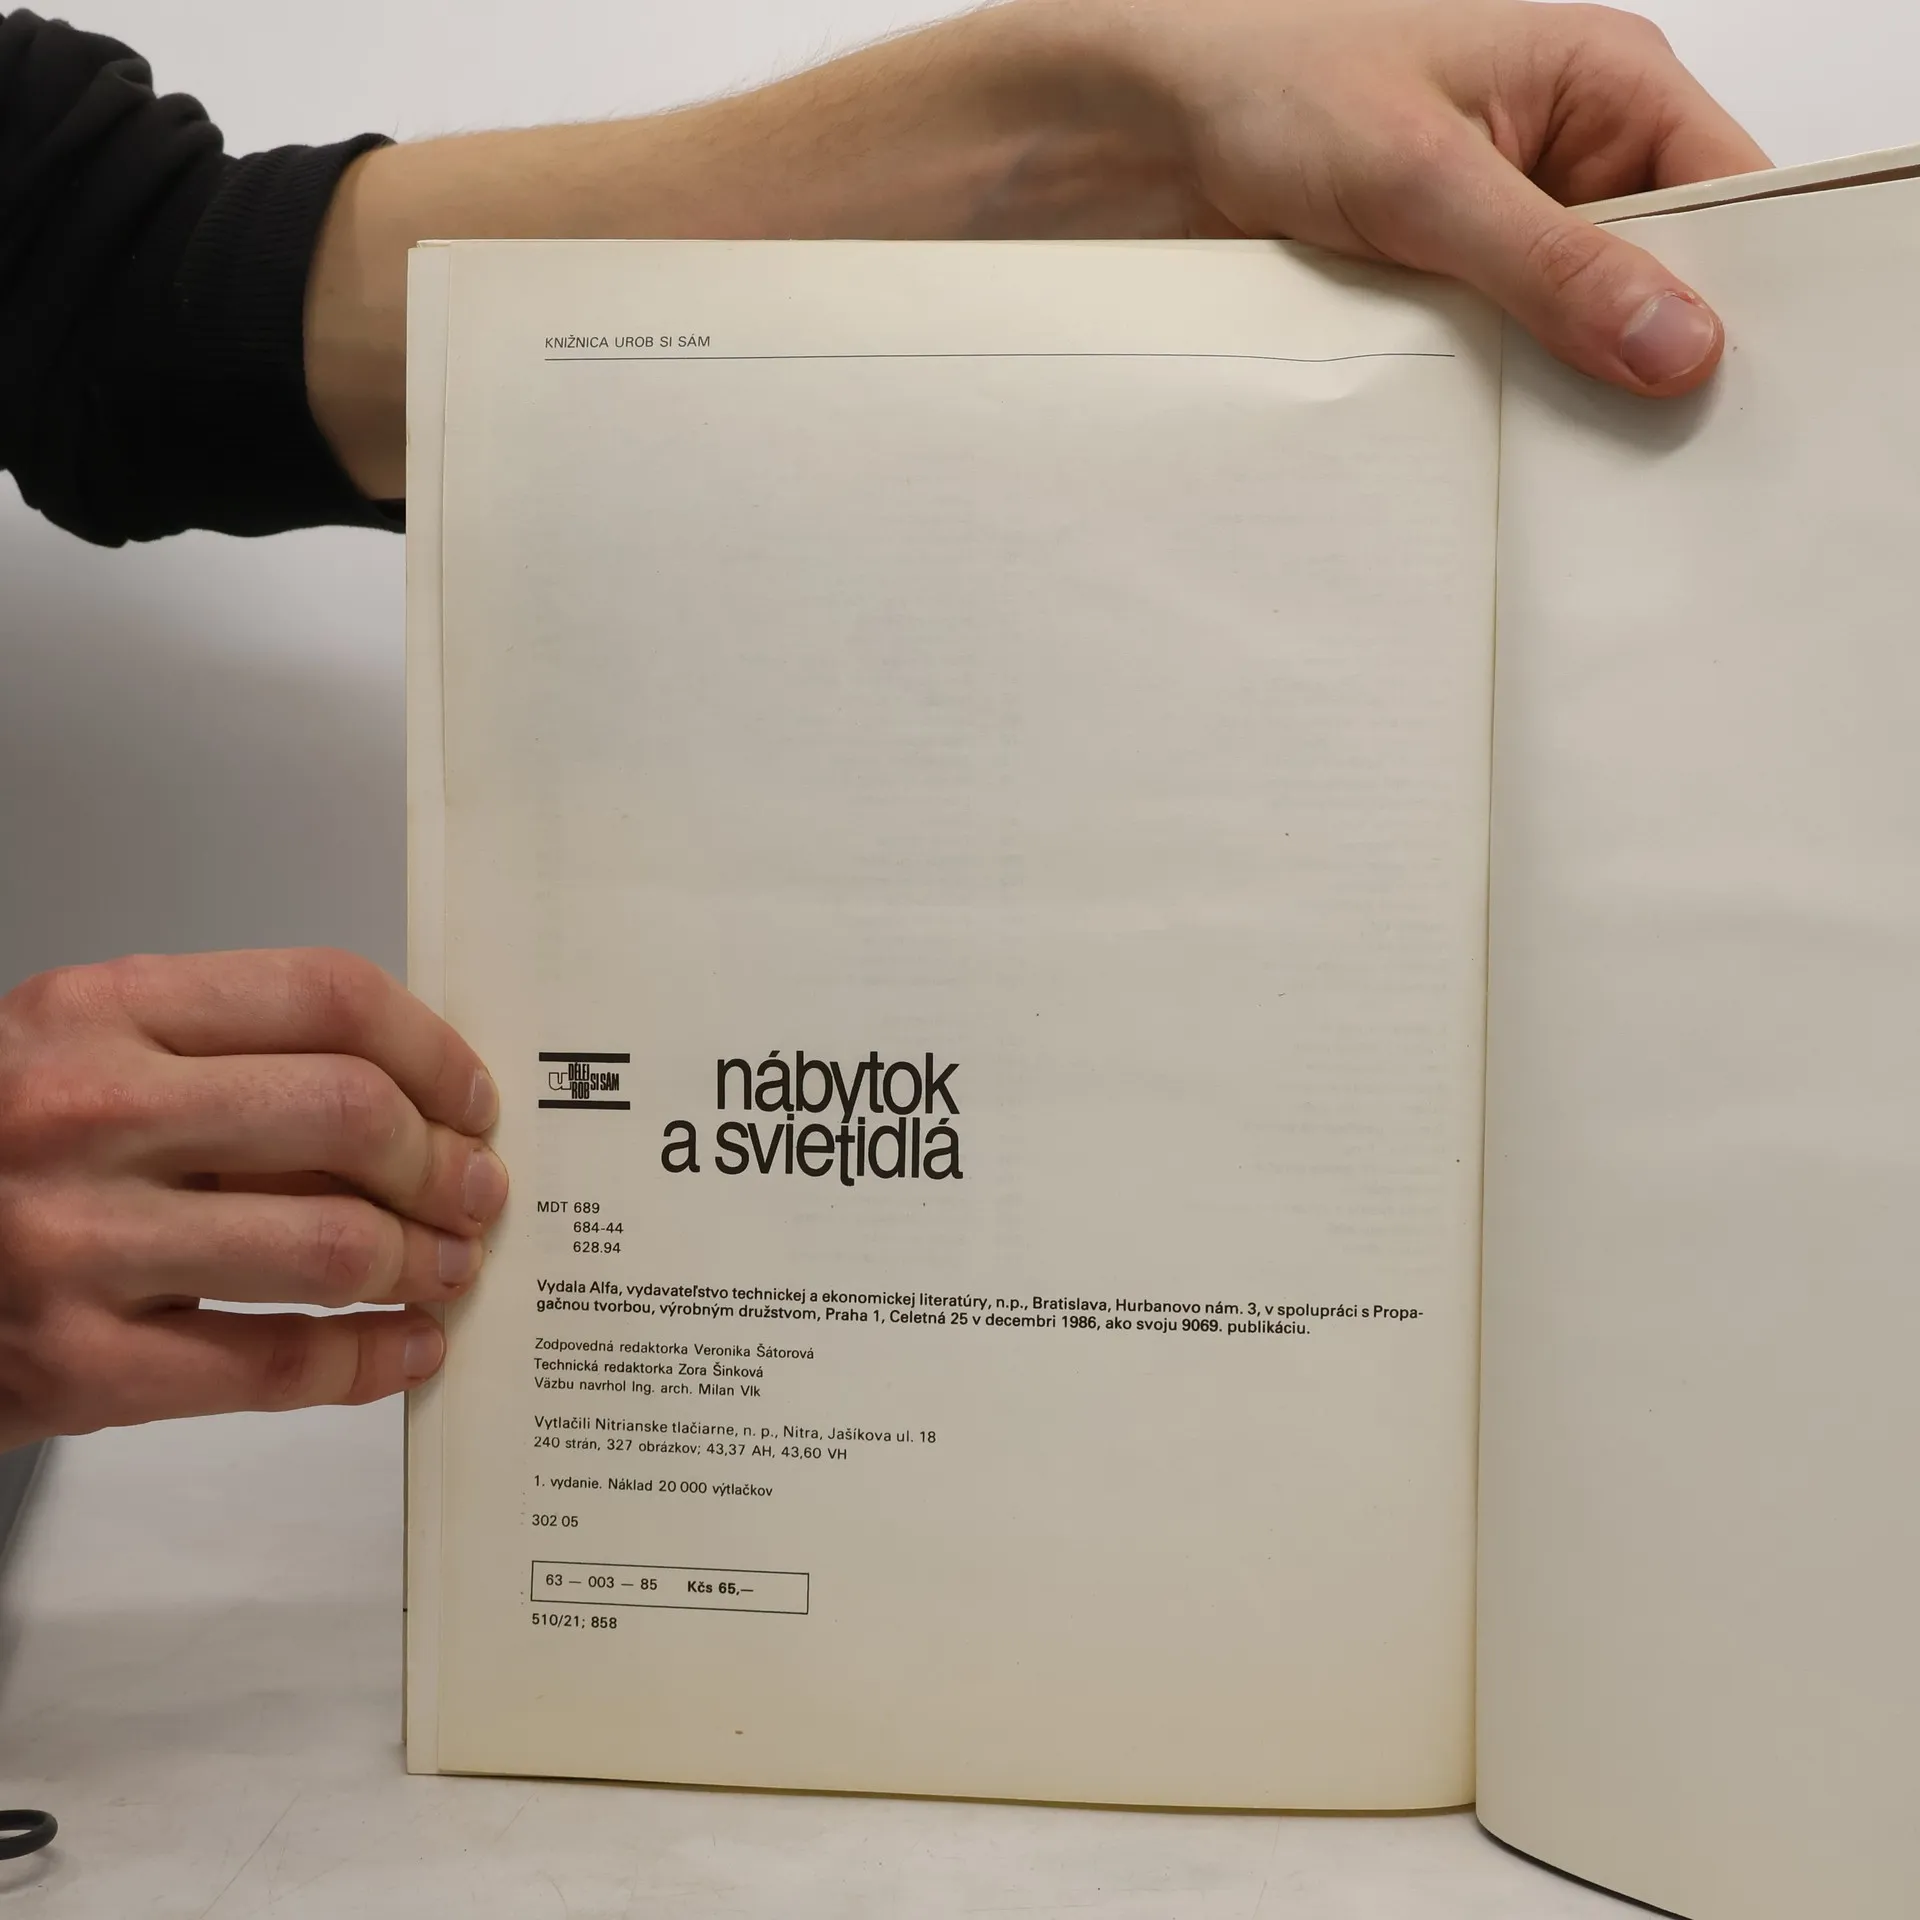 KNIŽNICA UROB SI SÁM
u DĚLEJ
UROB SI SÁM
nábytok
a svietidlá
MDT 689
684-44
628.94
Vydala Alfa, vydavateľstvo technickej a ekonomickej literatúry, n.p., Bratislava, Hurbanovo nám. 3, v spolupráci s Propa-
gačnou tvorbou, výrobným družstvom, Praha 1, Celetná 25 v decembri 1986, ako svoju 9069. publikáciu.
Zodpovedná redaktorka Veronika Šátorová
Technická redaktorka Zora Šinková
Väzbu navrhol Ing. arch. Milan Vlk
Vytlačili Nitrianske tlačiarne, n. p., Nitra, Jašíkova ul. 18
240 strán, 327 obrázkov; 43,37 AH, 43,60 VH
1. vydanie. Náklad 20 000 výtlačkov
302 05
63 — 003 — 85 Kčs 65,—
510/21; 858